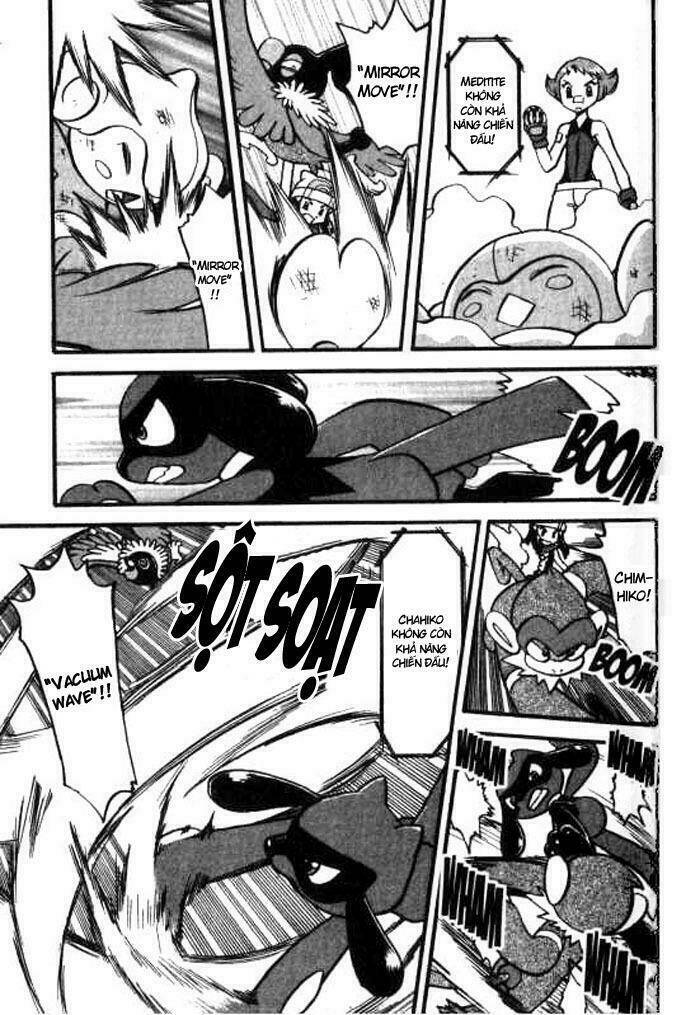 MEDITITE
KHÔNG
CÒN KHẢ
NĂNG CHIẾN
ĐẤU!
"MIRROR
MOVE"!!
"MIRROR
MOVE" !!
BOOM
CHIM-
HIKO!
BOOM
CHAHIKO
KHÔNG CÒN
KHẢ NĂNG
CHIẾN ĐẤU!
SỘT SOẠT
"VACUUM
WAVE"!!
WHAM
WHAM
WHAM
WHAM